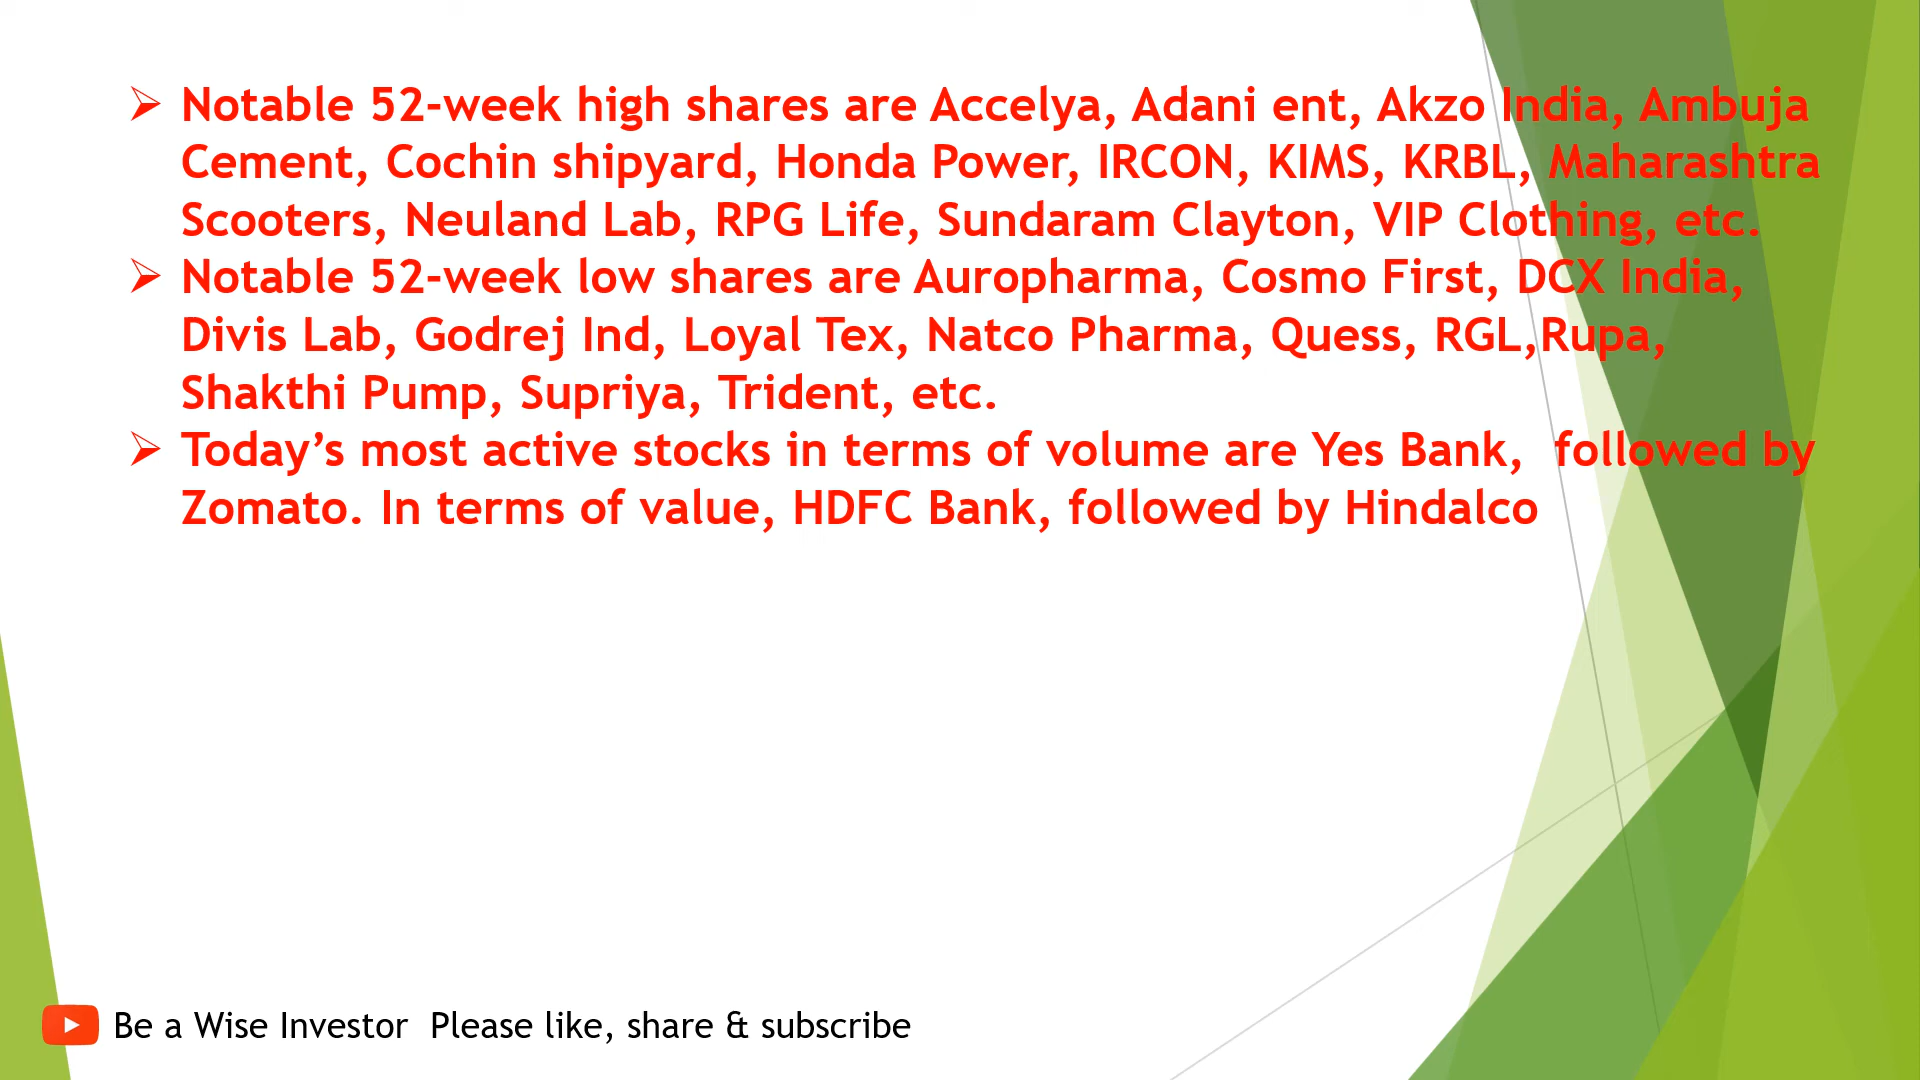 ➢ Notable 52-week high shares are Accelya, Adani ent, Akzo India, Ambuja
Cement, Cochin shipyard, Honda Power, IRCON, KIMS, KRBL, Maharashtra
Scooters, Neuland Lab, RPG Life, Sundaram Clayton, VIP Clothing, etc.
➢ Notable 52-week low shares are Auropharma, Cosmo First, DCX India,
Divis Lab, Godrej Ind, Loyal Tex, Natco Pharma, Quess, RGL,Rupa,
Shakthi Pump, Supriya, Trident, etc.
➢ Today’s most active stocks in terms of volume are Yes Bank,  followed by
Zomato. In terms of value, HDFC Bank, followed by Hindalco
Be a Wise Investor  Please like, share & subscribe